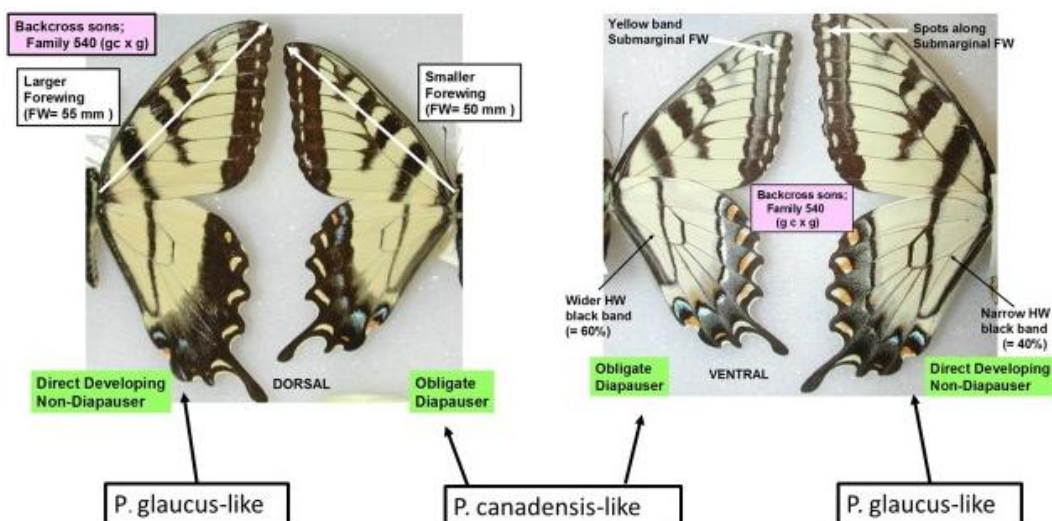 Backcross sons;
Family 540 (gc x g)
Larger
Forewing
(FW= 55 mm )
Smaller
Forewing
(FW= 50 mm )
Direct Developing
Non-Diapauser
DORSAL
Obligate
Diapauser
Yellow band
Submarginal FW
Spots along
Submarginal FW
Backcross sons;
Family 540
(g c x g)
Wider HW
black band
(= 60%)
Narrow HW
black band
(= 40%)
Obligate
Diapauser
VENTRAL
Direct Developing
Non-Diapauser
P. glaucus-like
P. canadensis-like
P. glaucus-like